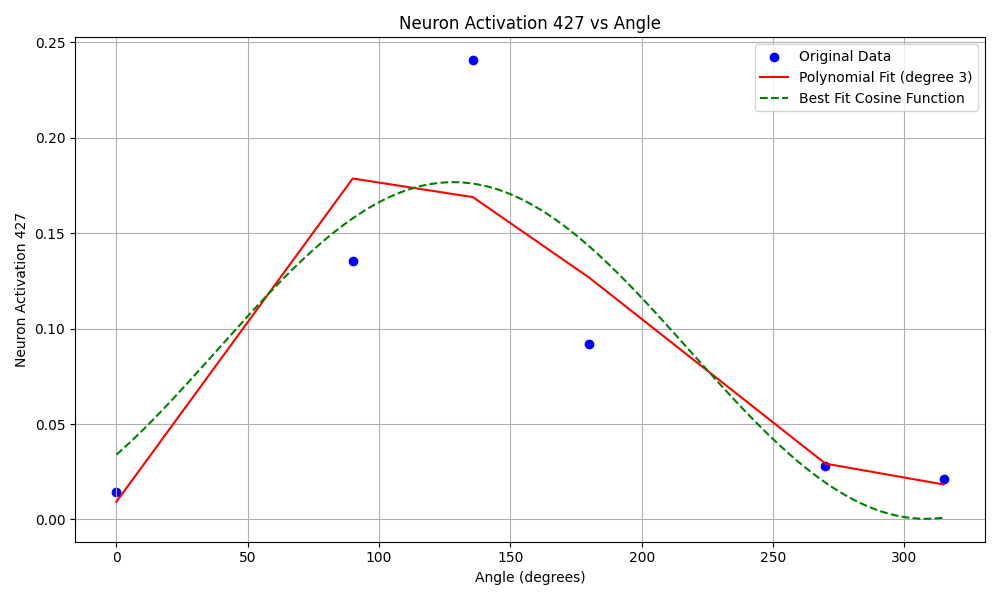 Neuron Activation 427 vs Angle
Original Data
Polynomial Fit (degree 3)
Best Fit Cosine Function
Neuron Activation 427
0.25
0.20
0.15
0.10
0.05
0.00
0 50 100 150 200 250 300
Angle (degrees)